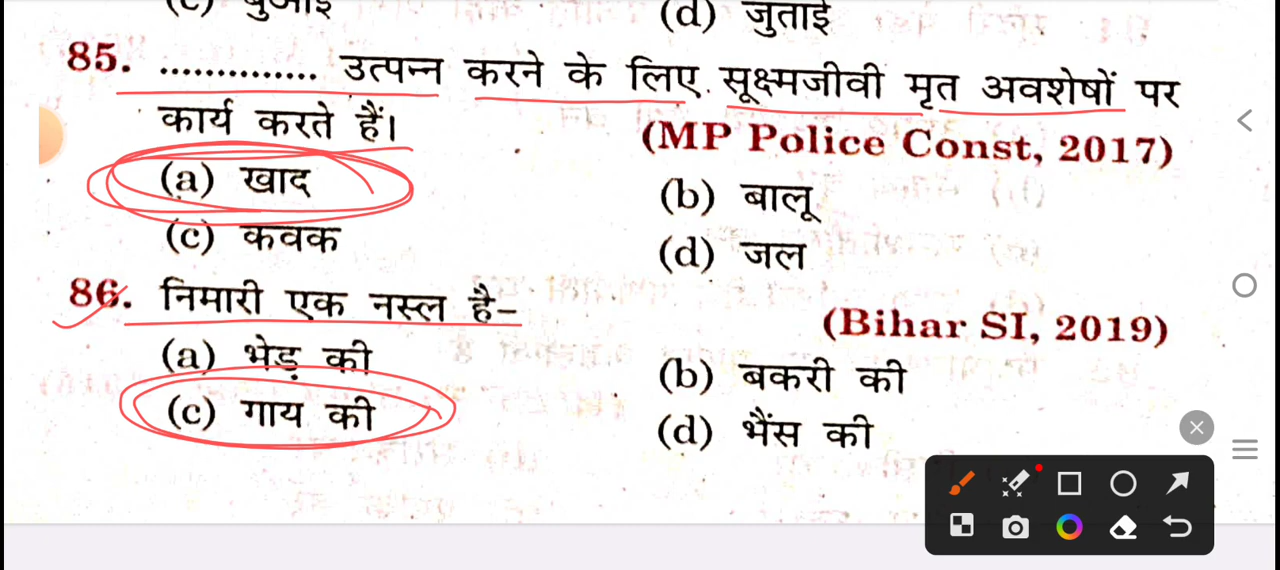 (c) बुआई
(d) जुताई
85. ............... उत्पन्न करने के लिए सूक्ष्मजीवी मृत अवशेषों पर
कार्य करते हैं।
(MP Police Const, 2017)
(a) खाद
(b) बालू
(c) कवक
(d) जल
86. निमारी एक नस्ल है–
(Bihar SI, 2019)
(a) भेड़ की
(b) बकरी की
(c) गाय की
(d) भैंस की